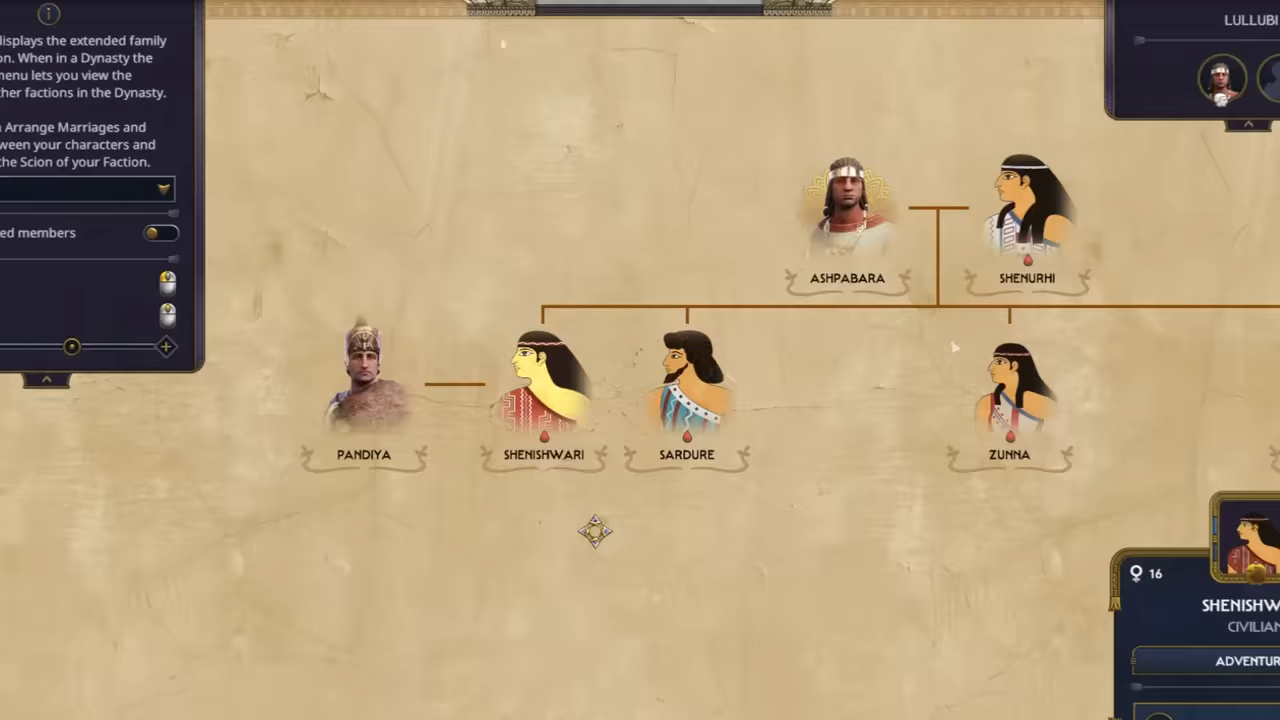 displays the extended family
on. When in a Dynasty the
menu lets you view the
her factions in the Dynasty.
Arrange Marriages and
ween your characters and
the Scion of your Faction.
ed members
LULLUBI
ASHPABARA
SHENURHI
PANDIYA
SHENISHWARI
SARDURE
ZUNNA
16
SHENISHW
CIVILIAN
ADVENTUR